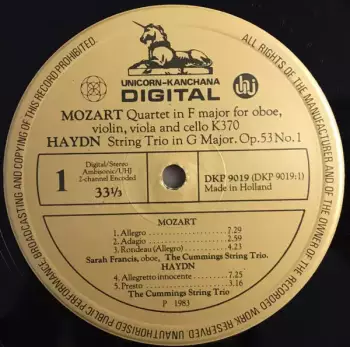 ALL RIGHTS OF THE MANUFACTURER, AND OF THE OWNER OF THE RECORDED WORK RESERVED UNAUTHORISED PUBLIC PERFORMANCE BROADCASTING AND COPYING OF THIS RECORD PROHIBITED.
UNICORN-KANCHANA
DIGITAL
uhj
MOZART Quartet in F major for oboe,
violin, viola and cello K370
HAYDN String Trio in G Major, Op.53 No.1
1
Digital/Stereo
Ambisonic/UHJ
2-channel Encoded
33⅓
DKP 9019 (DKP 9019:1)
Made in Holland
MOZART
1. Allegro 7.29
2. Adagio 2.59
3. Rondeau (Allegro) 4.23
Sarah Francis, oboe, The Cummings String Trio.
HAYDN
4. Allegretto innocente 7.25
5. Presto 3.16
The Cummings String Trio
P 1983